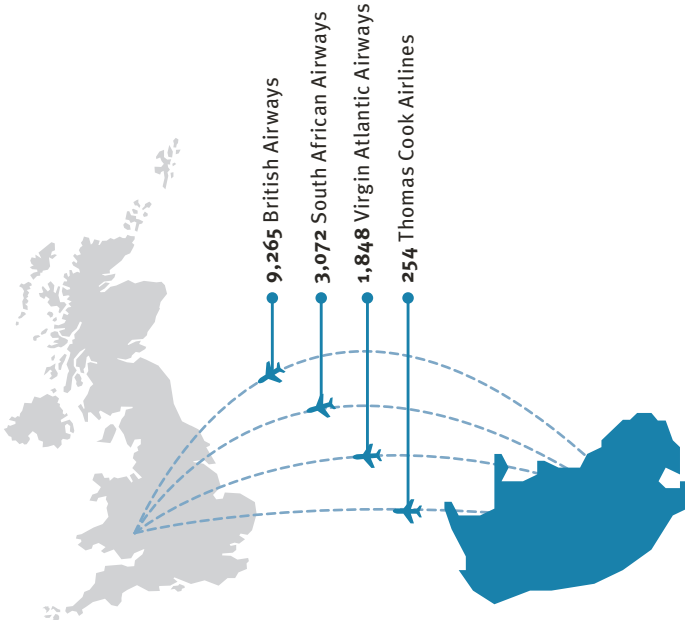 9,265 British Airways
3,072 South African Airways
1,848 Virgin Atlantic Airways
254 Thomas Cook Airlines